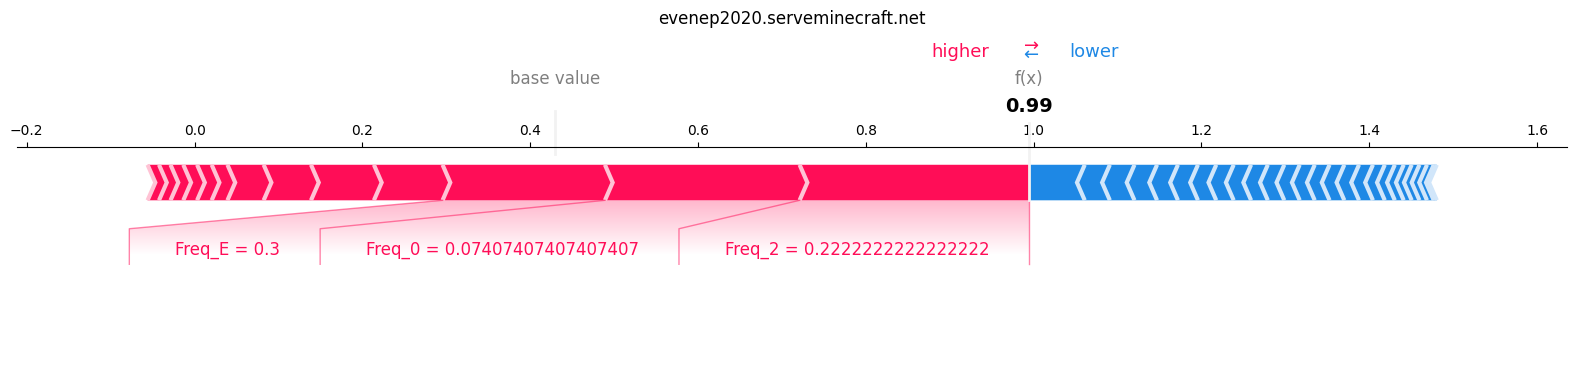 evenep2020.serveminecraft.net
higher ⇄ lower
base value f(x)
0.99
−0.2 0.0 0.2 0.4 0.6 0.8 1.0 1.2 1.4 1.6
Freq_E = 0.3 Freq_0 = 0.07407407407407407 Freq_2 = 0.2222222222222222